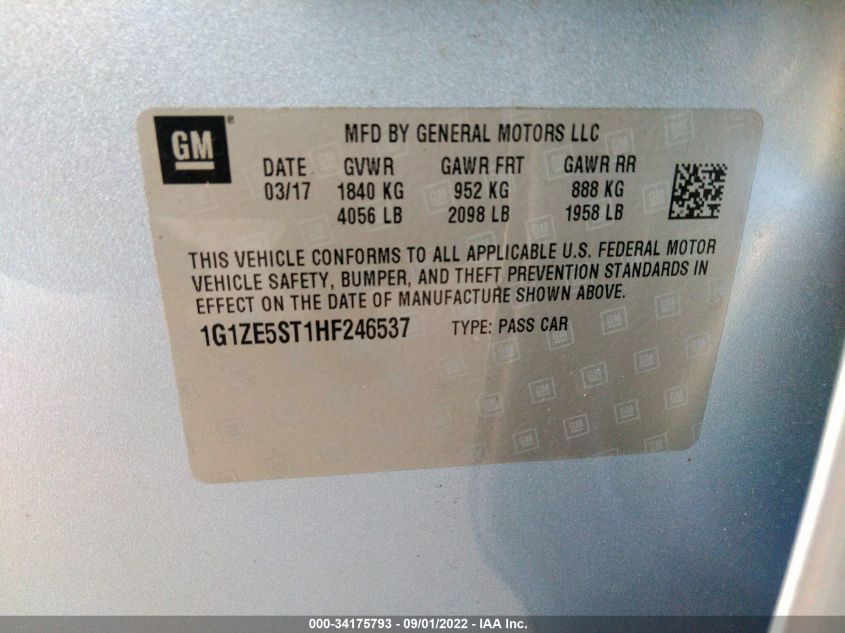 GM®
MFD BY GENERAL MOTORS LLC
DATE GVWR GAWR FRT GAWR RR
03/17 1840 KG 952 KG 888 KG
4056 LB 2098 LB 1958 LB
THIS VEHICLE CONFORMS TO ALL APPLICABLE U.S. FEDERAL MOTOR
VEHICLE SAFETY, BUMPER, AND THEFT PREVENTION STANDARDS IN
EFFECT ON THE DATE OF MANUFACTURE SHOWN ABOVE.
1G1ZE5ST1HF246537 TYPE: PASS CAR
000-34175793 - 09/01/2022 - IAA Inc.